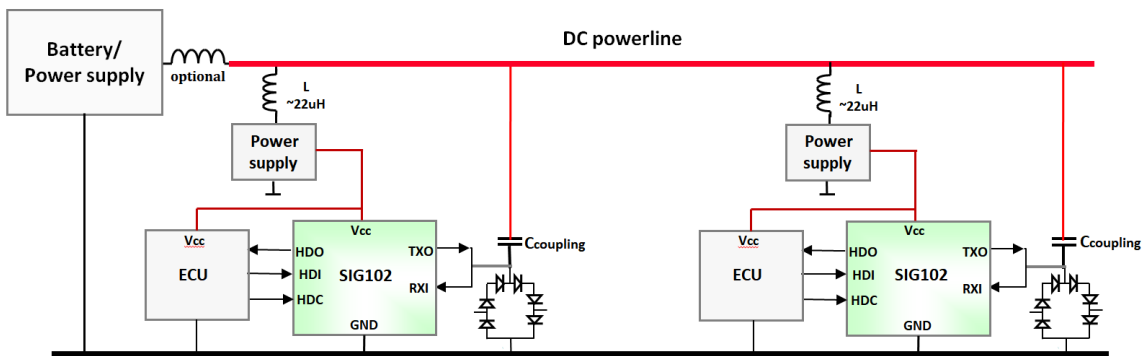 Battery/
Power supply
optional
DC powerline
L
~22uH
Power
supply
Vcc
ECU
HDO
HDI
HDC
Vcc
SIG102
TXO
RXI
GND
Ccoupling
L
~22uH
Power
supply
Vcc
ECU
HDO
HDI
HDC
Vcc
SIG102
TXO
RXI
GND
Ccoupling